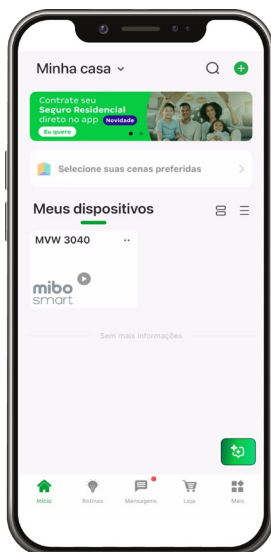 Minha casa
Contrate seu
Seguro Residencial
direto no app Novidade
Eu quero
Selecione suas cenas preferidas
Meus dispositivos
MVW 3040
mibo
smart
Sem mais informações
Início Rotinas Mensagens Loja Mais